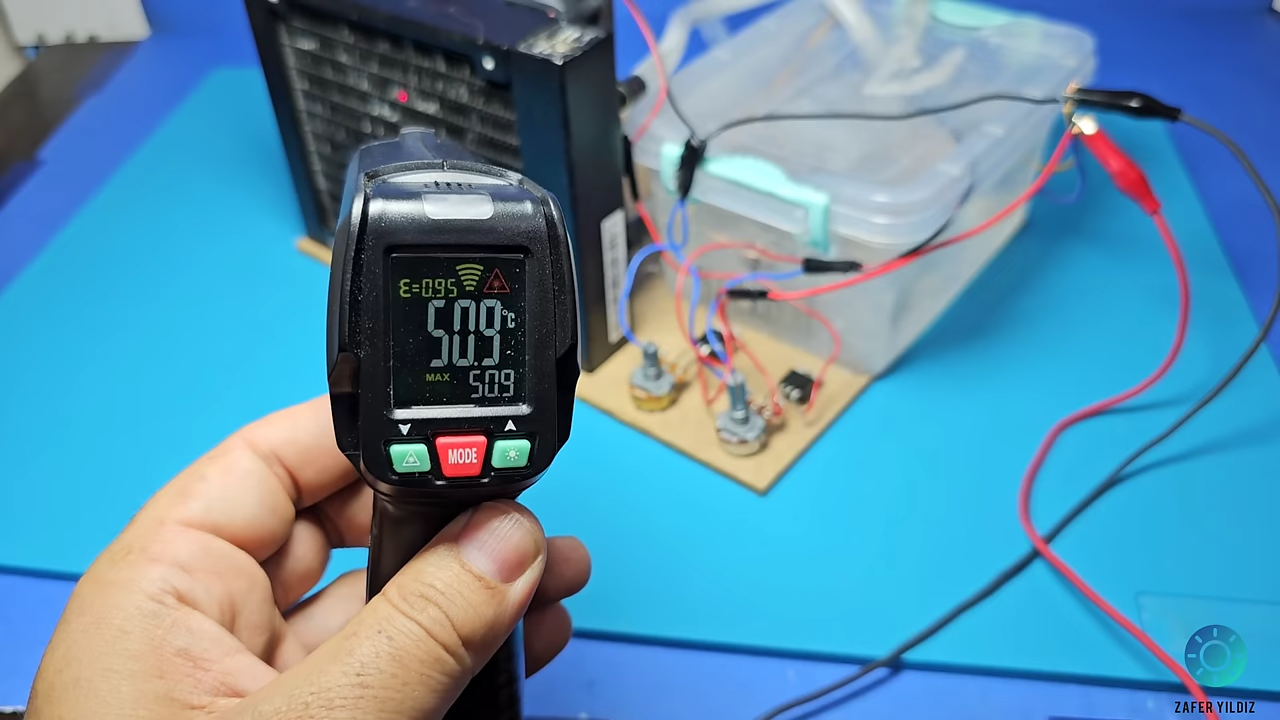 ε=0.95
50.9°C
MAX 50.9
MODE
ZAFER YILDIZ